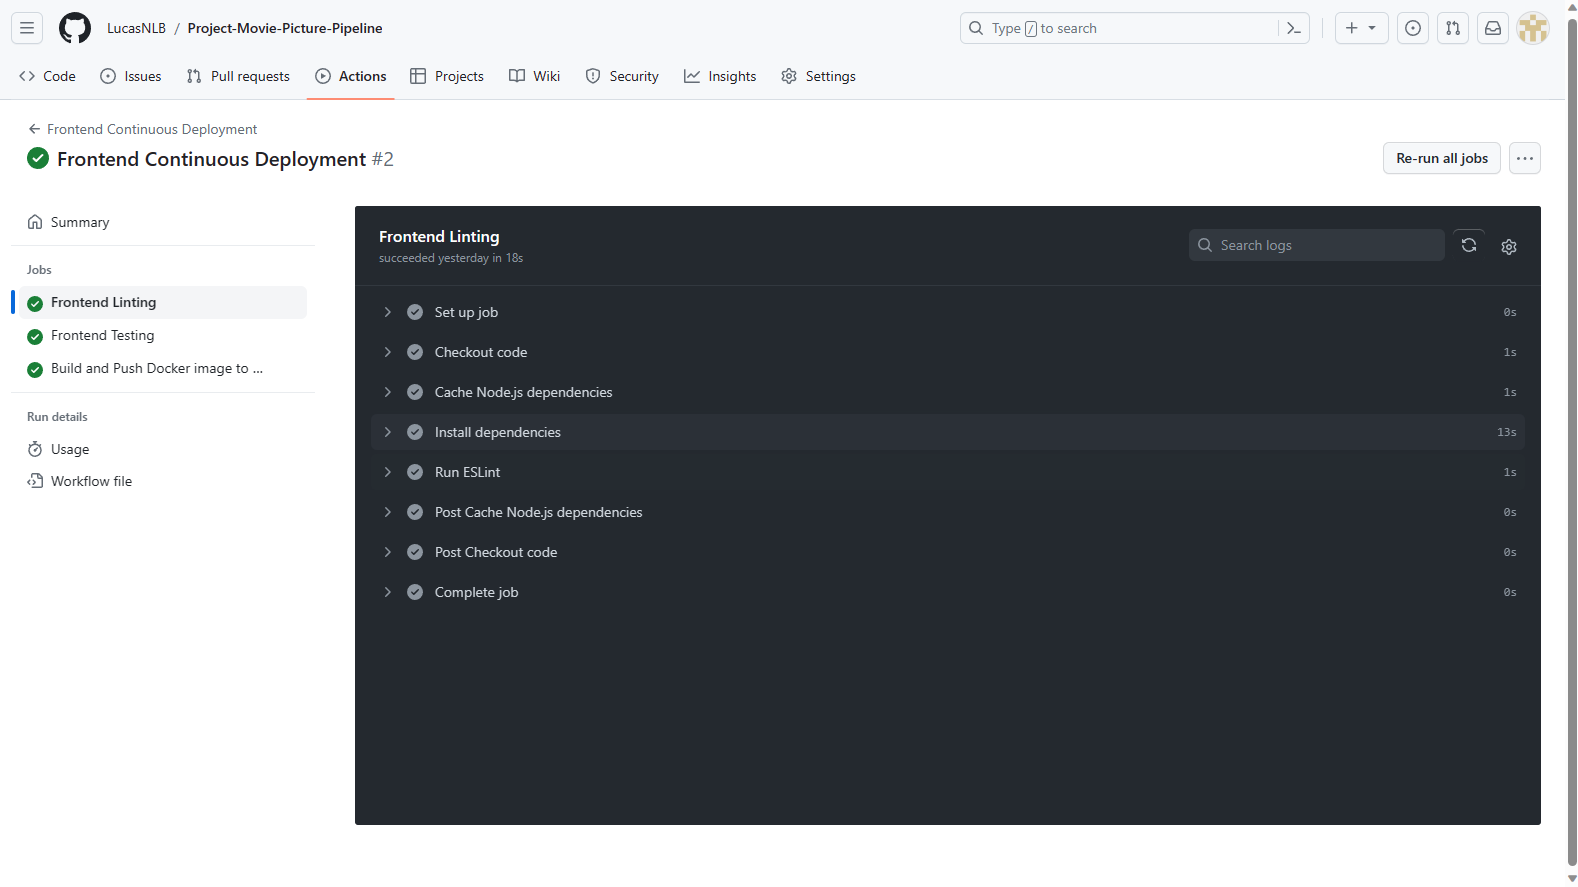 LucasNLB / Project-Movie-Picture-Pipeline
Type / to search
Code Issues Pull requests Actions Projects Wiki Security Insights Settings
Frontend Continuous Deployment
Frontend Continuous Deployment #2
Re-run all jobs
Summary
Jobs
Frontend Linting
Frontend Testing
Build and Push Docker image to ...
Run details
Usage
Workflow file
Frontend Linting
succeeded yesterday in 18s
Search logs
Set up job 0s
Checkout code 1s
Cache Node.js dependencies 1s
Install dependencies 13s
Run ESLint 1s
Post Cache Node.js dependencies 0s
Post Checkout code 0s
Complete job 0s